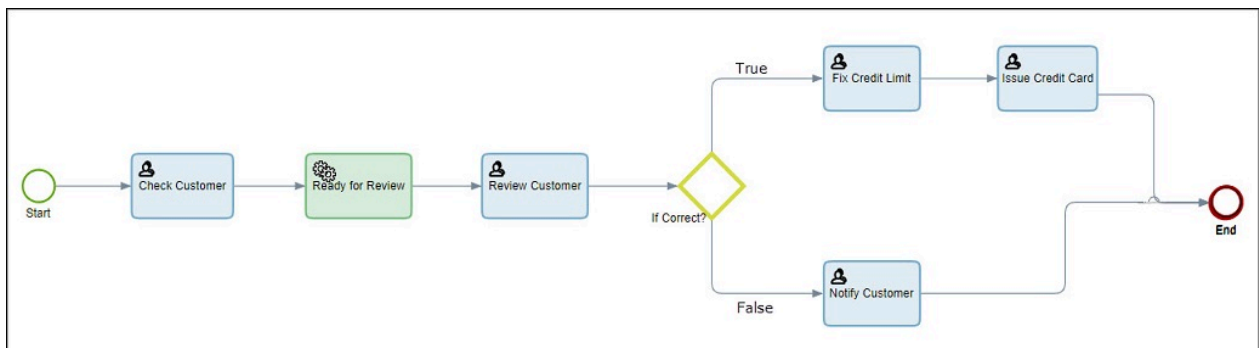 True
Fix Credit Limit
Issue Credit Card
Start
Check Customer
Ready for Review
Review Customer
If Correct?
End
False
Notify Customer